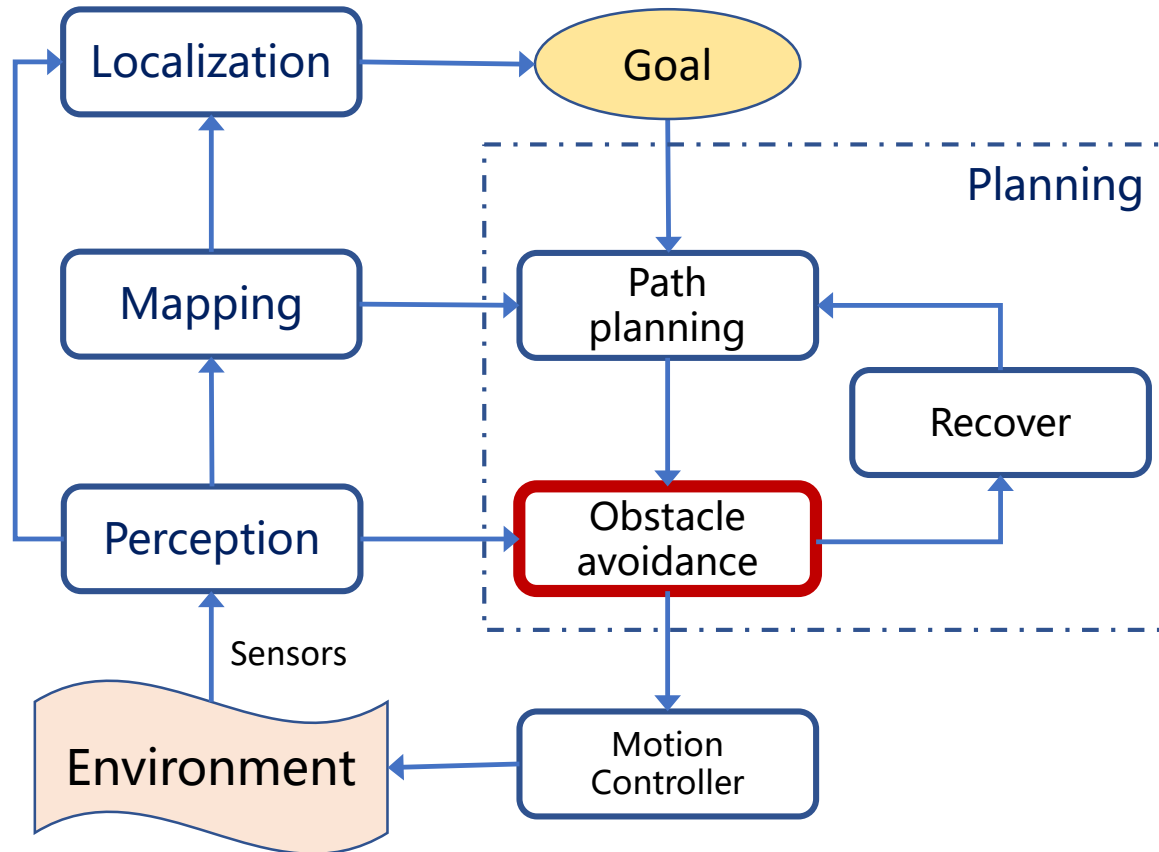 Localization
Goal
Planning
Mapping
Path
planning
Recover
Perception
Obstacle
avoidance
Sensors
Environment
Motion
Controller